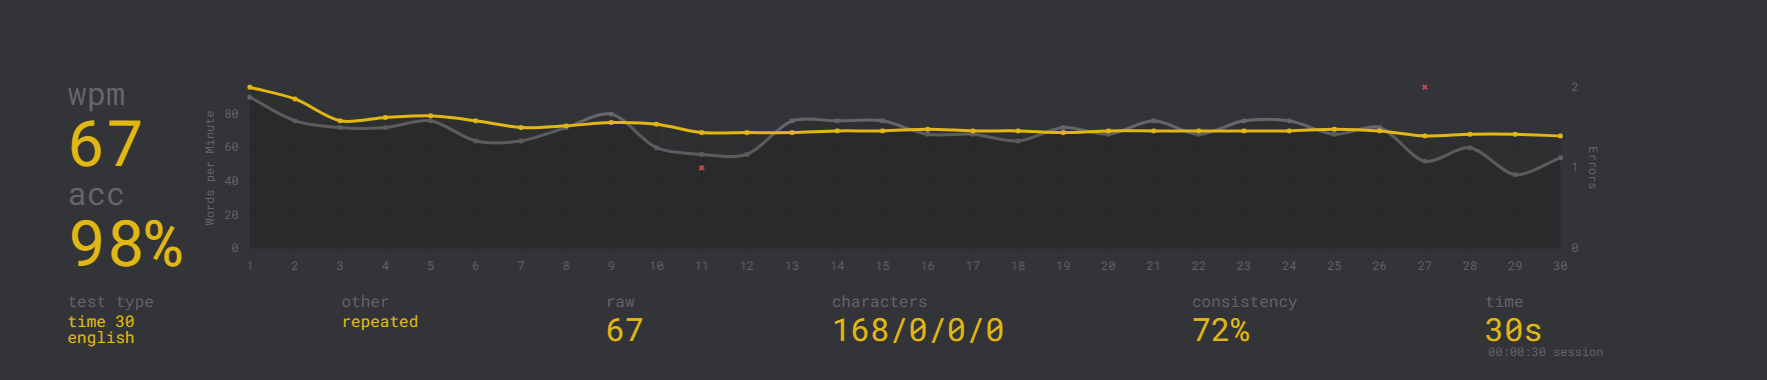 wpm
67
acc
98%
Words per Minute
80
60
40
20
0
2
1
0
Errors
1 2 3 4 5 6 7 8 9 10 11 12 13 14 15 16 17 18 19 20 21 22 23 24 25 26 27 28 29 30
test type
time 30
english
other
repeated
raw
67
characters
168/0/0/0
consistency
72%
time
30s
00:00:30 session